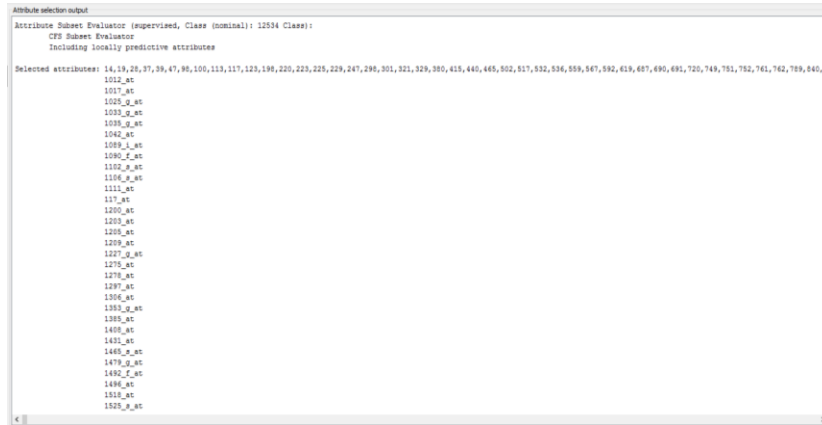 Attribute selection output
Attribute Subset Evaluator (supervised, Class (nominal): 12534 Class):
CFS Subset Evaluator
Including locally predictive attributes
Selected attributes: 14,19,28,37,39,47,98,100,113,117,123,198,220,223,225,229,247,298,301,321,329,380,415,440,465,502,517,532,536,559,567,592,619,687,690,691,720,749,751,752,761,762,789,840,
1012_at
1017_at
1025_g_at
1033_g_at
1035_g_at
1042_at
1089_i_at
1090_f_at
1102_s_at
1106_s_at
1111_at
117_at
1200_at
1203_at
1205_at
1209_at
1227_g_at
1275_at
1278_at
1297_at
1306_at
1353_g_at
1385_at
1408_at
1431_at
1465_s_at
1479_g_at
1492_f_at
1496_at
1518_at
1525_s_at